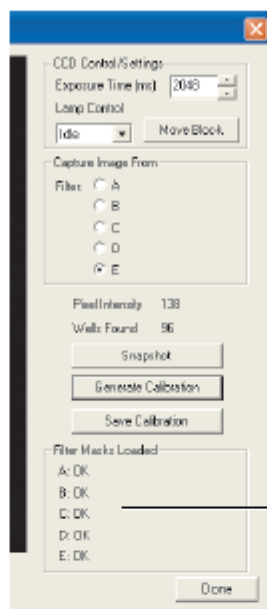 CCD Control/Settings
Exposure Time (ms) 2048
Lamp Control
Idle Move Block
Capture Image From
Filter: A
B
C
D
E
Pixel Intensity 138
Wells Found 96
Snapshot
Generate Calibration
Save Calibration
Filter Masks Loaded
A: OK
B: OK
C: OK
D: OK
E: OK
Done